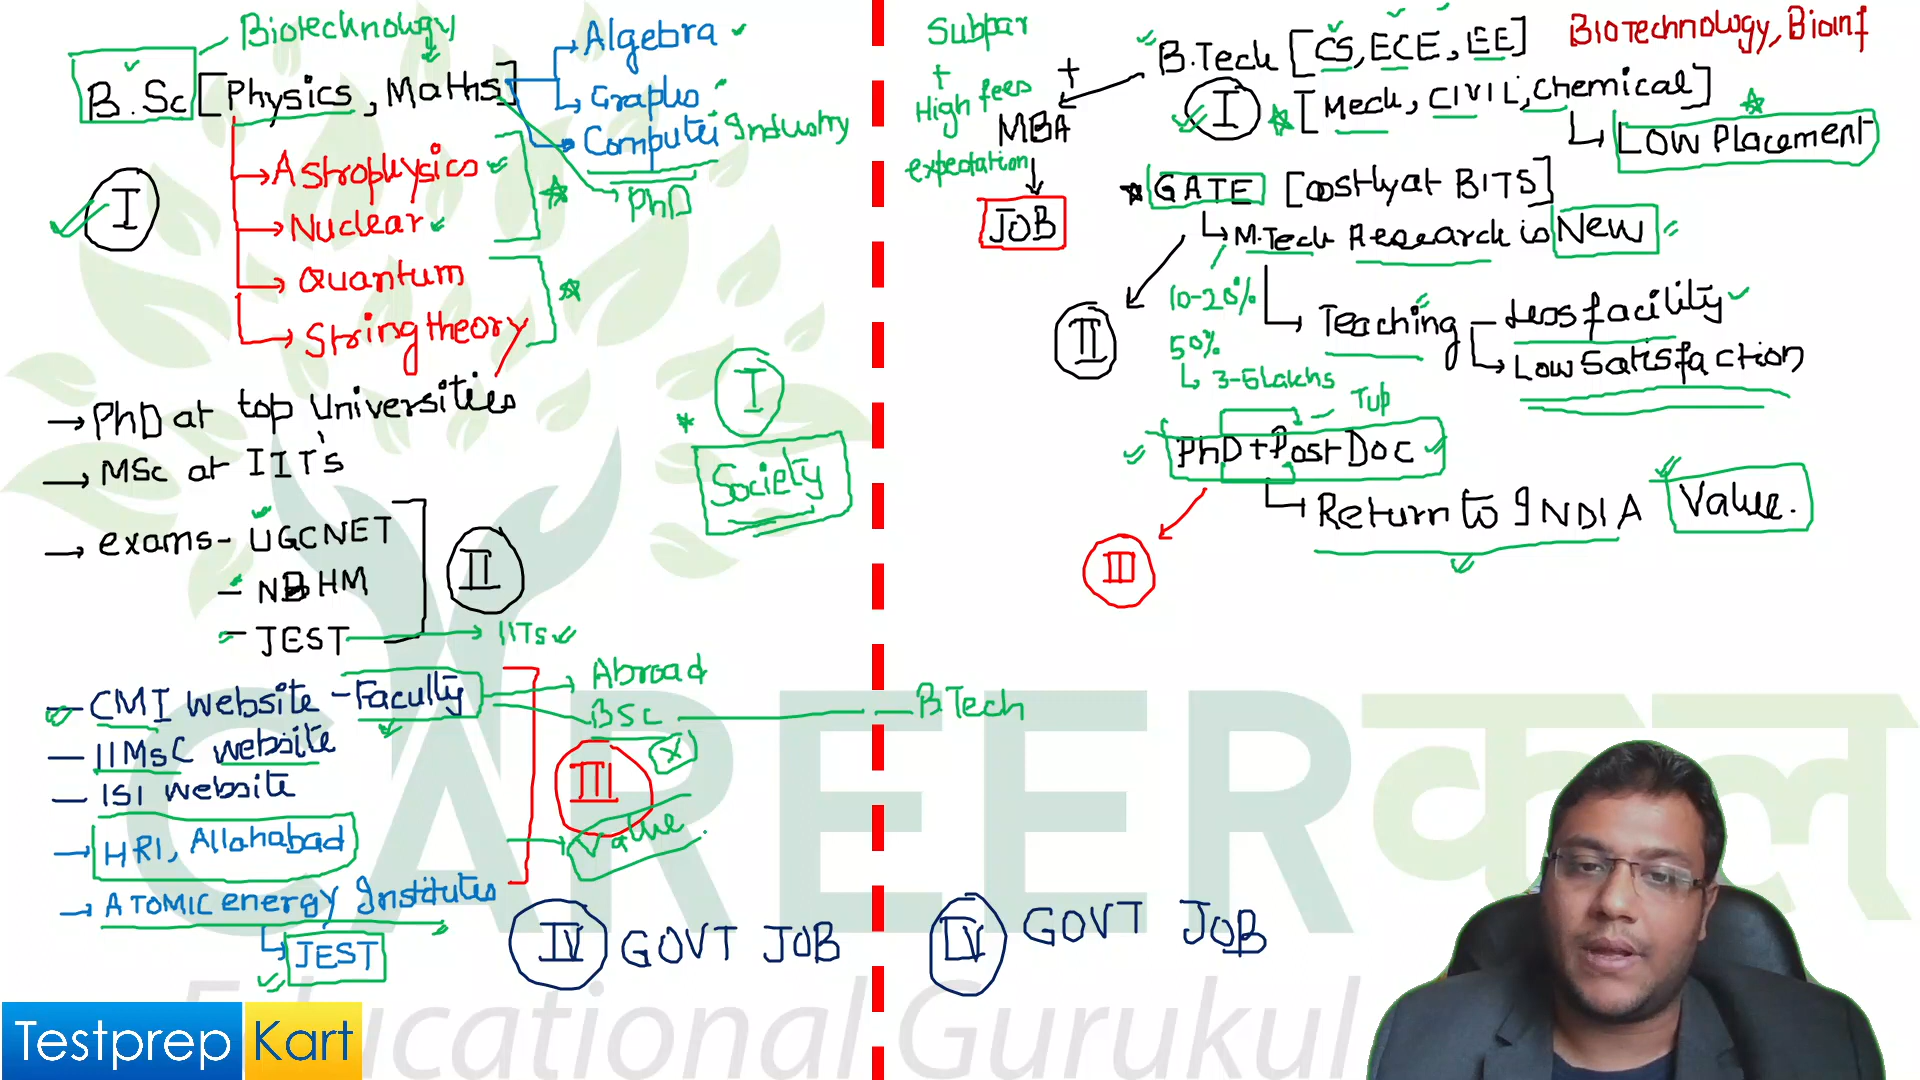 Biotechnology
B.Sc [Physics, Maths]
Algebra
Graphs
Computer Industry
PhD
Astrophysics
Nuclear
Quantum
String theory
I
→ PhD at top Universities
→ MSc at IIT's
→ exams - UGCNET
- NBHM
- JEST → IITs
II
I
Society
- CMI website - Faculty
- IIMSC website
- ISI website
→ HRI, Allahabad
→ ATOMIC energy Institutes
JEST
Abroad
BSc — BTech
X
III
Value.
IV GOVT JOB
Subpar
+
High fees
expectation
+
MBA
JOB
B.Tech [CS, ECE, EE]
BioTechnology, Bioinf
I [Mech, CIVIL, Chemical]
LOW Placement
GATE [costly at BITS]
M.Tech Research is New
10-20%
50%
3-5 lakhs
II
Teaching
Less facility
Low Satisfaction
PhD + Post Doc
Return to INDIA
Value.
III
IV GOVT JOB
CAREER कूल
Educational Gurukul
Testprep Kart